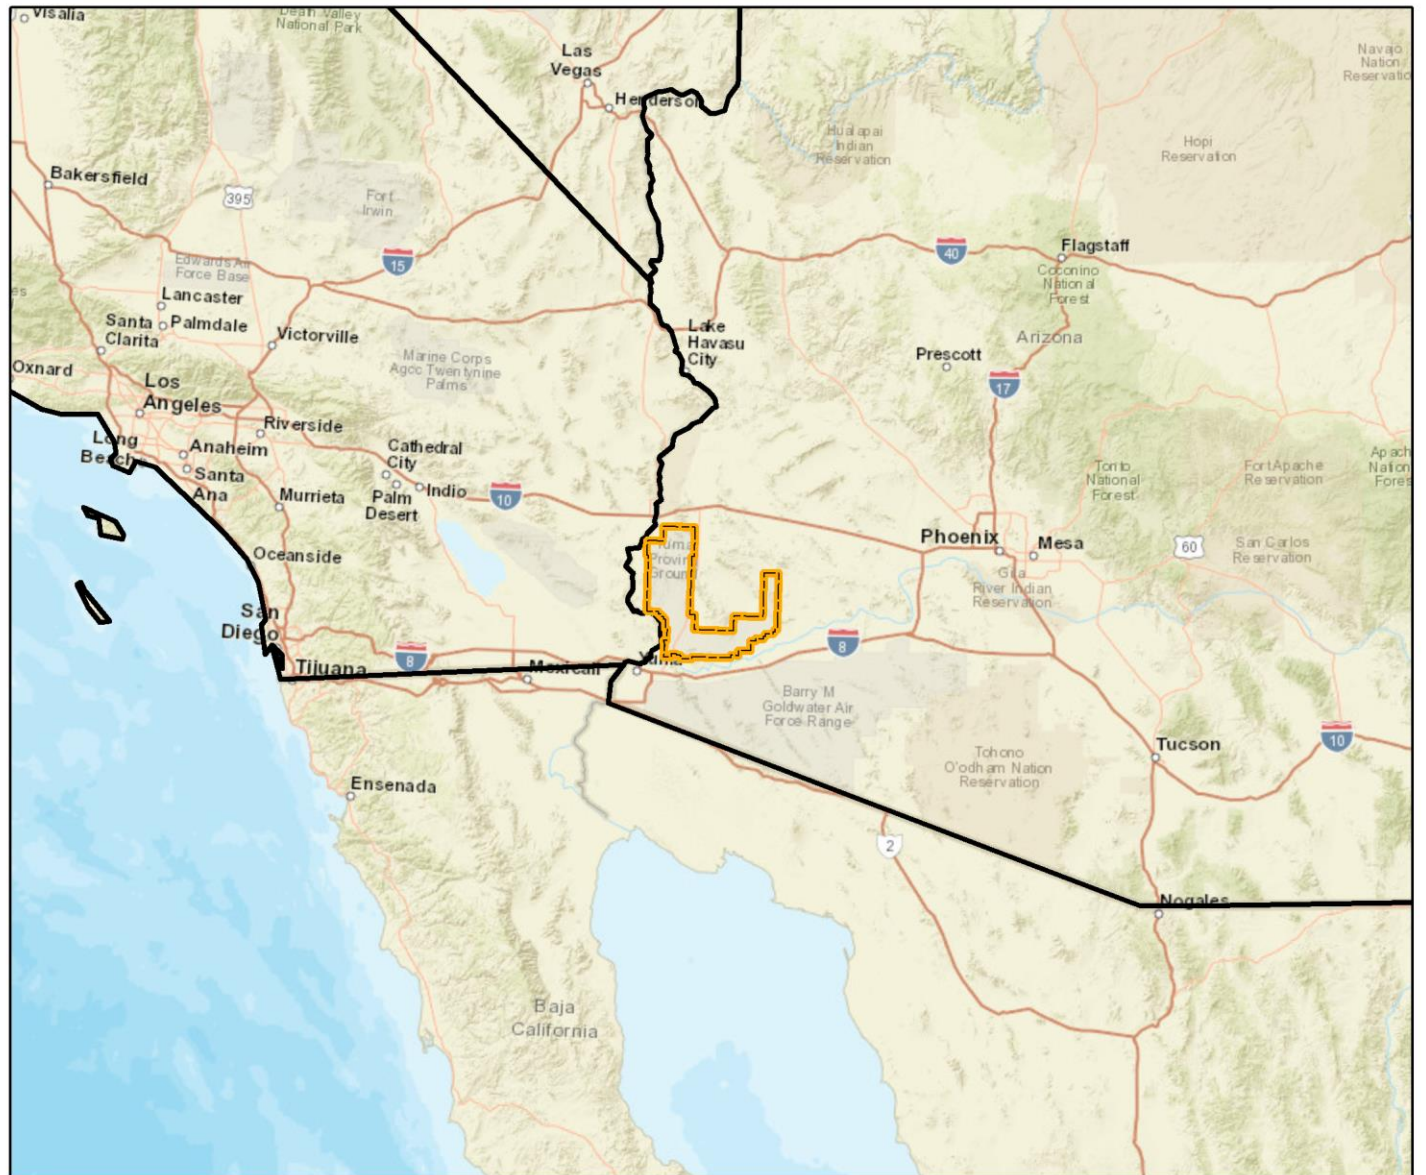 Visalia
Death Valley
National Park
Las
Vegas
Henderson
Navajo
Nation
Hualapai
Indian
Reservation
Hopi
Reservation
Bakersfield
395
Fort
Irwin
15
40
Flagstaff
Edwards Air
Force Base
Coconino
National
Forest
Lancaster
Santa
Clarita
Palmdale
Victorville
Lake
Havasu
City
Arizona
Marine Corps
Agcc Twentynine
Palms
Prescott
17
Oxnard
Los
Angeles
Riverside
Long
Beach
Anaheim
Cathedral
City
Santa
Ana
Murrieta
Palm
Desert
Indio
10
Tonto
National
Forest
Fort Apache
Reservation
Nation
Phoenix
Mesa
60
San Carlos
Reservation
Oceanside
Gila
River Indian
Reservation
San
Diego
8
8
Tijuana
Mexicali
Yuma
Barry M
Goldwater Air
Force Range
Tucson
10
Tohono
O'odham Nation
Reservation
Ensenada
2
Nogales
Baja
California